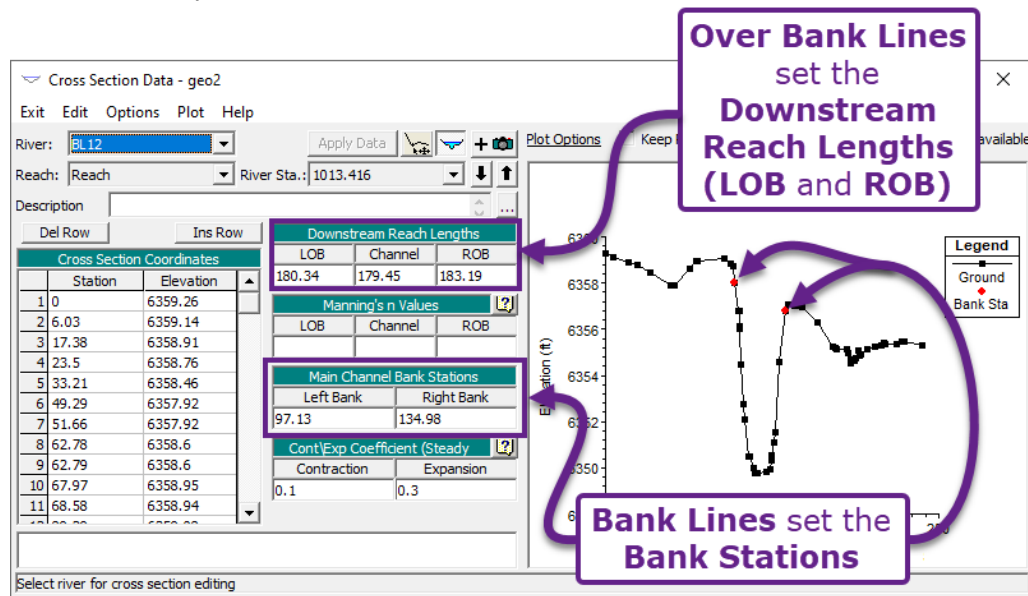 Over Bank Lines
set the
Downstream
Reach Lengths
(LOB and ROB)
Cross Section Data - geo2
Exit Edit Options Plot Help
River: BL12
Apply Data
Plot Options
Keep
available
Reach: Reach
River Sta.: 1013.416
Description
...
Del Row Ins Row
Cross Section Coordinates
Station Elevation
1 0 6359.26
2 6.03 6359.14
3 17.38 6358.91
4 23.5 6358.76
5 33.21 6358.46
6 49.29 6357.92
7 51.66 6357.92
8 62.78 6358.6
9 62.79 6358.6
10 67.97 6358.95
11 68.58 6358.94
Downstream Reach Lengths
LOB Channel ROB
180.34 179.45 183.19
Manning's n Values
LOB Channel ROB
Main Channel Bank Stations
Left Bank Right Bank
97.13 134.98
Cont\Exp Coefficient (Steady
Contraction Expansion
0.1 0.3
6358
6356
6354
6352
6350
(ft)
Legend
Ground
Bank Sta
Bank Lines set the
Bank Stations
Select river for cross section editing